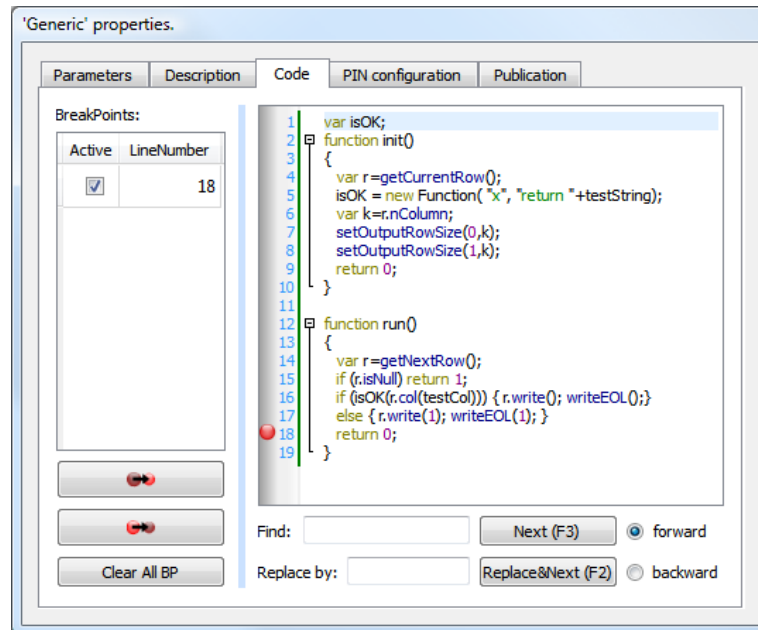 'Generic' properties.
Parameters Description Code PIN configuration Publication
BreakPoints:
Active LineNumber
18
1 var isOK;
2 function init()
3 {
4 var r=getCurrentRow();
5 isOK = new Function( "x", "return "+testString);
6 var k=r.nColumn;
7 setOutputRowSize(0,k);
8 setOutputRowSize(1,k);
9 return 0;
10 }
11
12 function run()
13 {
14 var r=getNextRow();
15 if (r.isNull) return 1;
16 if (isOK(r.col(testCol))) { r.write(); writeEOL();}
17 else { r.write(1); writeEOL(1); }
18 return 0;
19 }
Find: Next (F3) forward
Clear All BP Replace by: Replace&Next (F2) backward